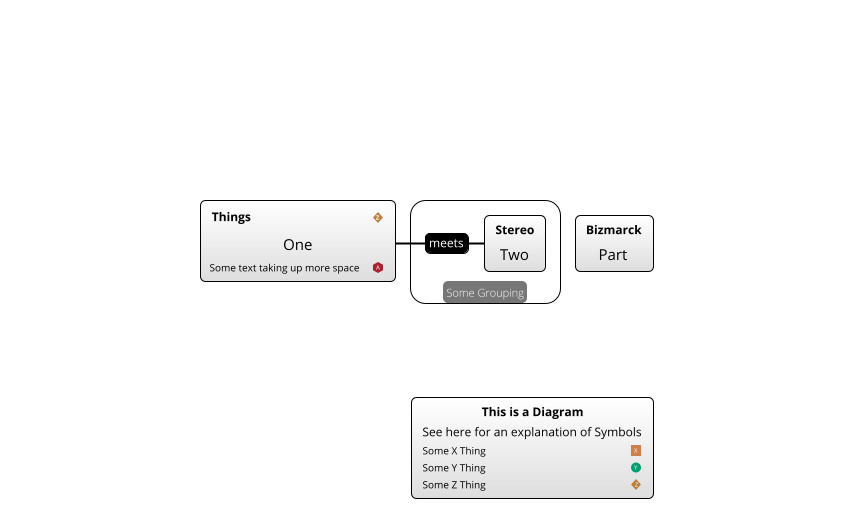 Things
Z
One
Some text taking up more space
A
meets
Stereo
Two
Some Grouping
Bizmarck
Part
This is a Diagram
See here for an explanation of Symbols
Some X Thing X
Some Y Thing Y
Some Z Thing Z